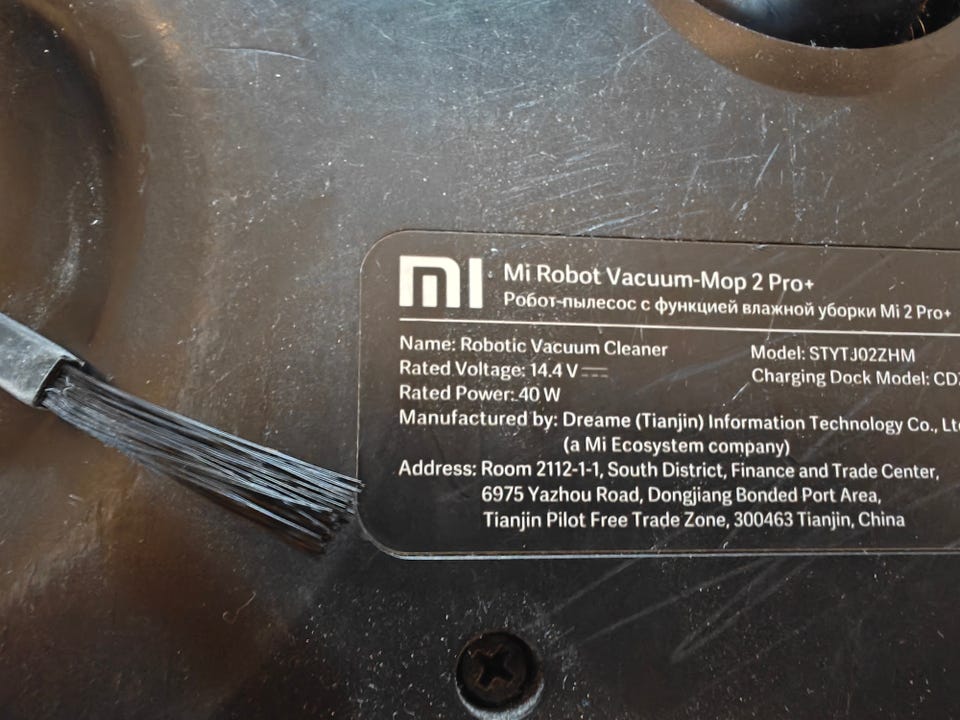 mi Mi Robot Vacuum-Mop 2 Pro+
Робот-пылесос с функцией влажной уборки Mi 2 Pro+
Name: Robotic Vacuum Cleaner
Model: STYTJ02ZHM
Rated Voltage: 14.4 V ⎓
Charging Dock Model:
Rated Power: 40 W
Manufactured by: Dreame (Tianjin) Information Technology Co.,
(a Mi Ecosystem company)
Address: Room 2112-1-1, South District, Finance and Trade Center,
6975 Yazhou Road, Dongjiang Bonded Port Area,
Tianjin Pilot Free Trade Zone, 300463 Tianjin, China